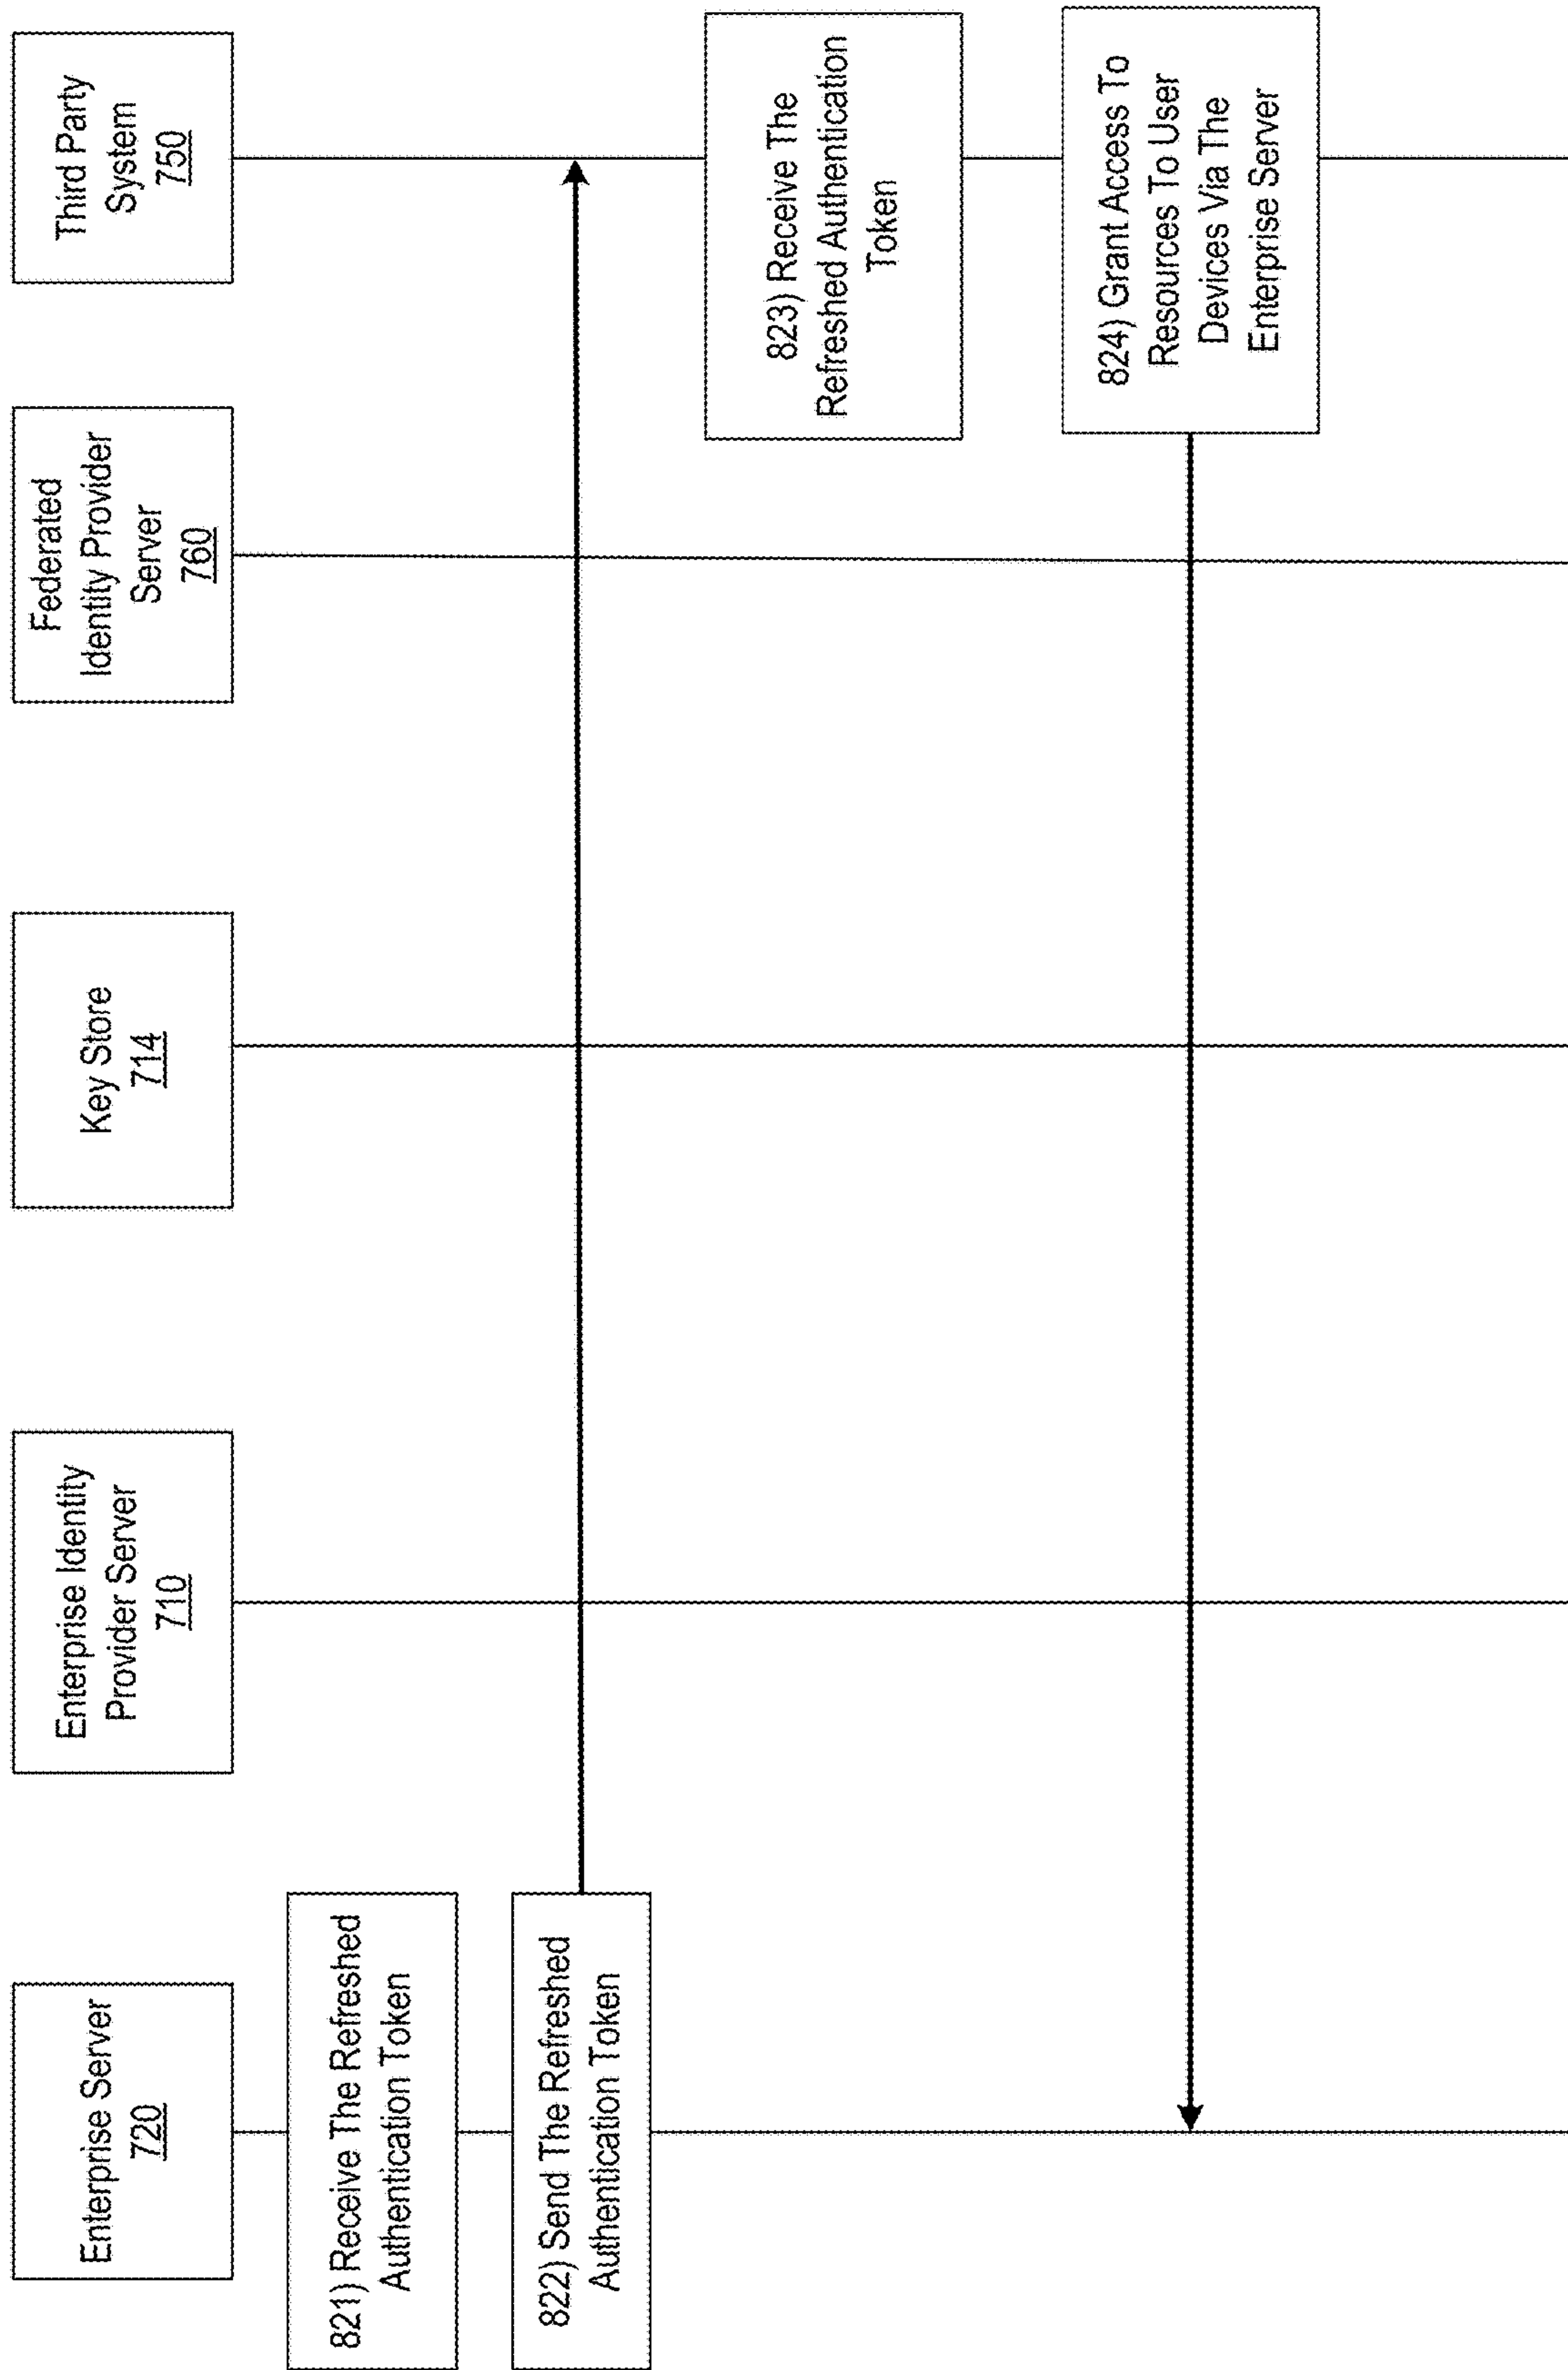 Enterprise Server
720
Enterprise Identity
Provider Server
710
Key Store
714
Federated
Identity Provider
Server
760
Third Party
System
750
821) Receive The Refreshed
Authentication Token
822) Send The Refreshed
Authentication Token
823) Receive The
Refreshed Authentication
Token
824) Grant Access To
Resources To User
Devices Via The
Enterprise Server